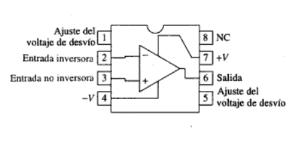 Ajuste del
voltaje de desvío
1
8
NC
Entrada inversora
2
7
+V
Entrada no inversora
3
6
Salida
−V
4
5
Ajuste del
voltaje de desvío
−
+